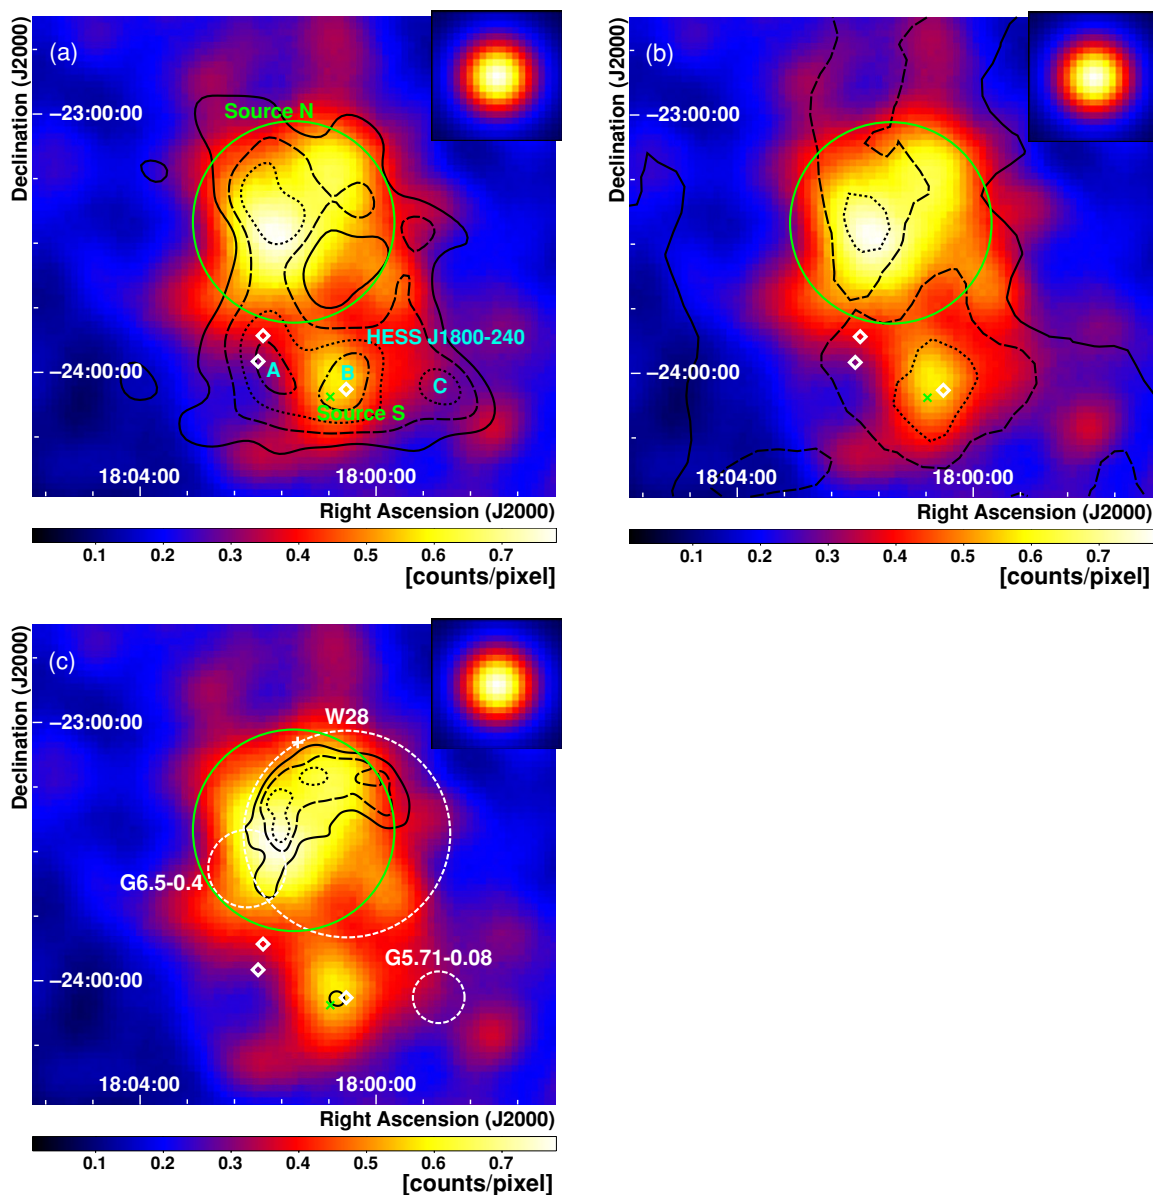 (a)
Source N
Declination (J2000)
−23:00:00
HESS J1800-240
−24:00:00
A
B
C
Source S
18:04:00
18:00:00
Right Ascension (J2000)
0.1 0.2 0.3 0.4 0.5 0.6 0.7
[counts/pixel]
(b)
Declination (J2000)
−23:00:00
−24:00:00
18:04:00
18:00:00
Right Ascension (J2000)
0.1 0.2 0.3 0.4 0.5 0.6 0.7
[counts/pixel]
(c)
Declination (J2000)
W28
−23:00:00
G6.5-0.4
G5.71-0.08
−24:00:00
18:04:00
18:00:00
Right Ascension (J2000)
0.1 0.2 0.3 0.4 0.5 0.6 0.7
[counts/pixel]